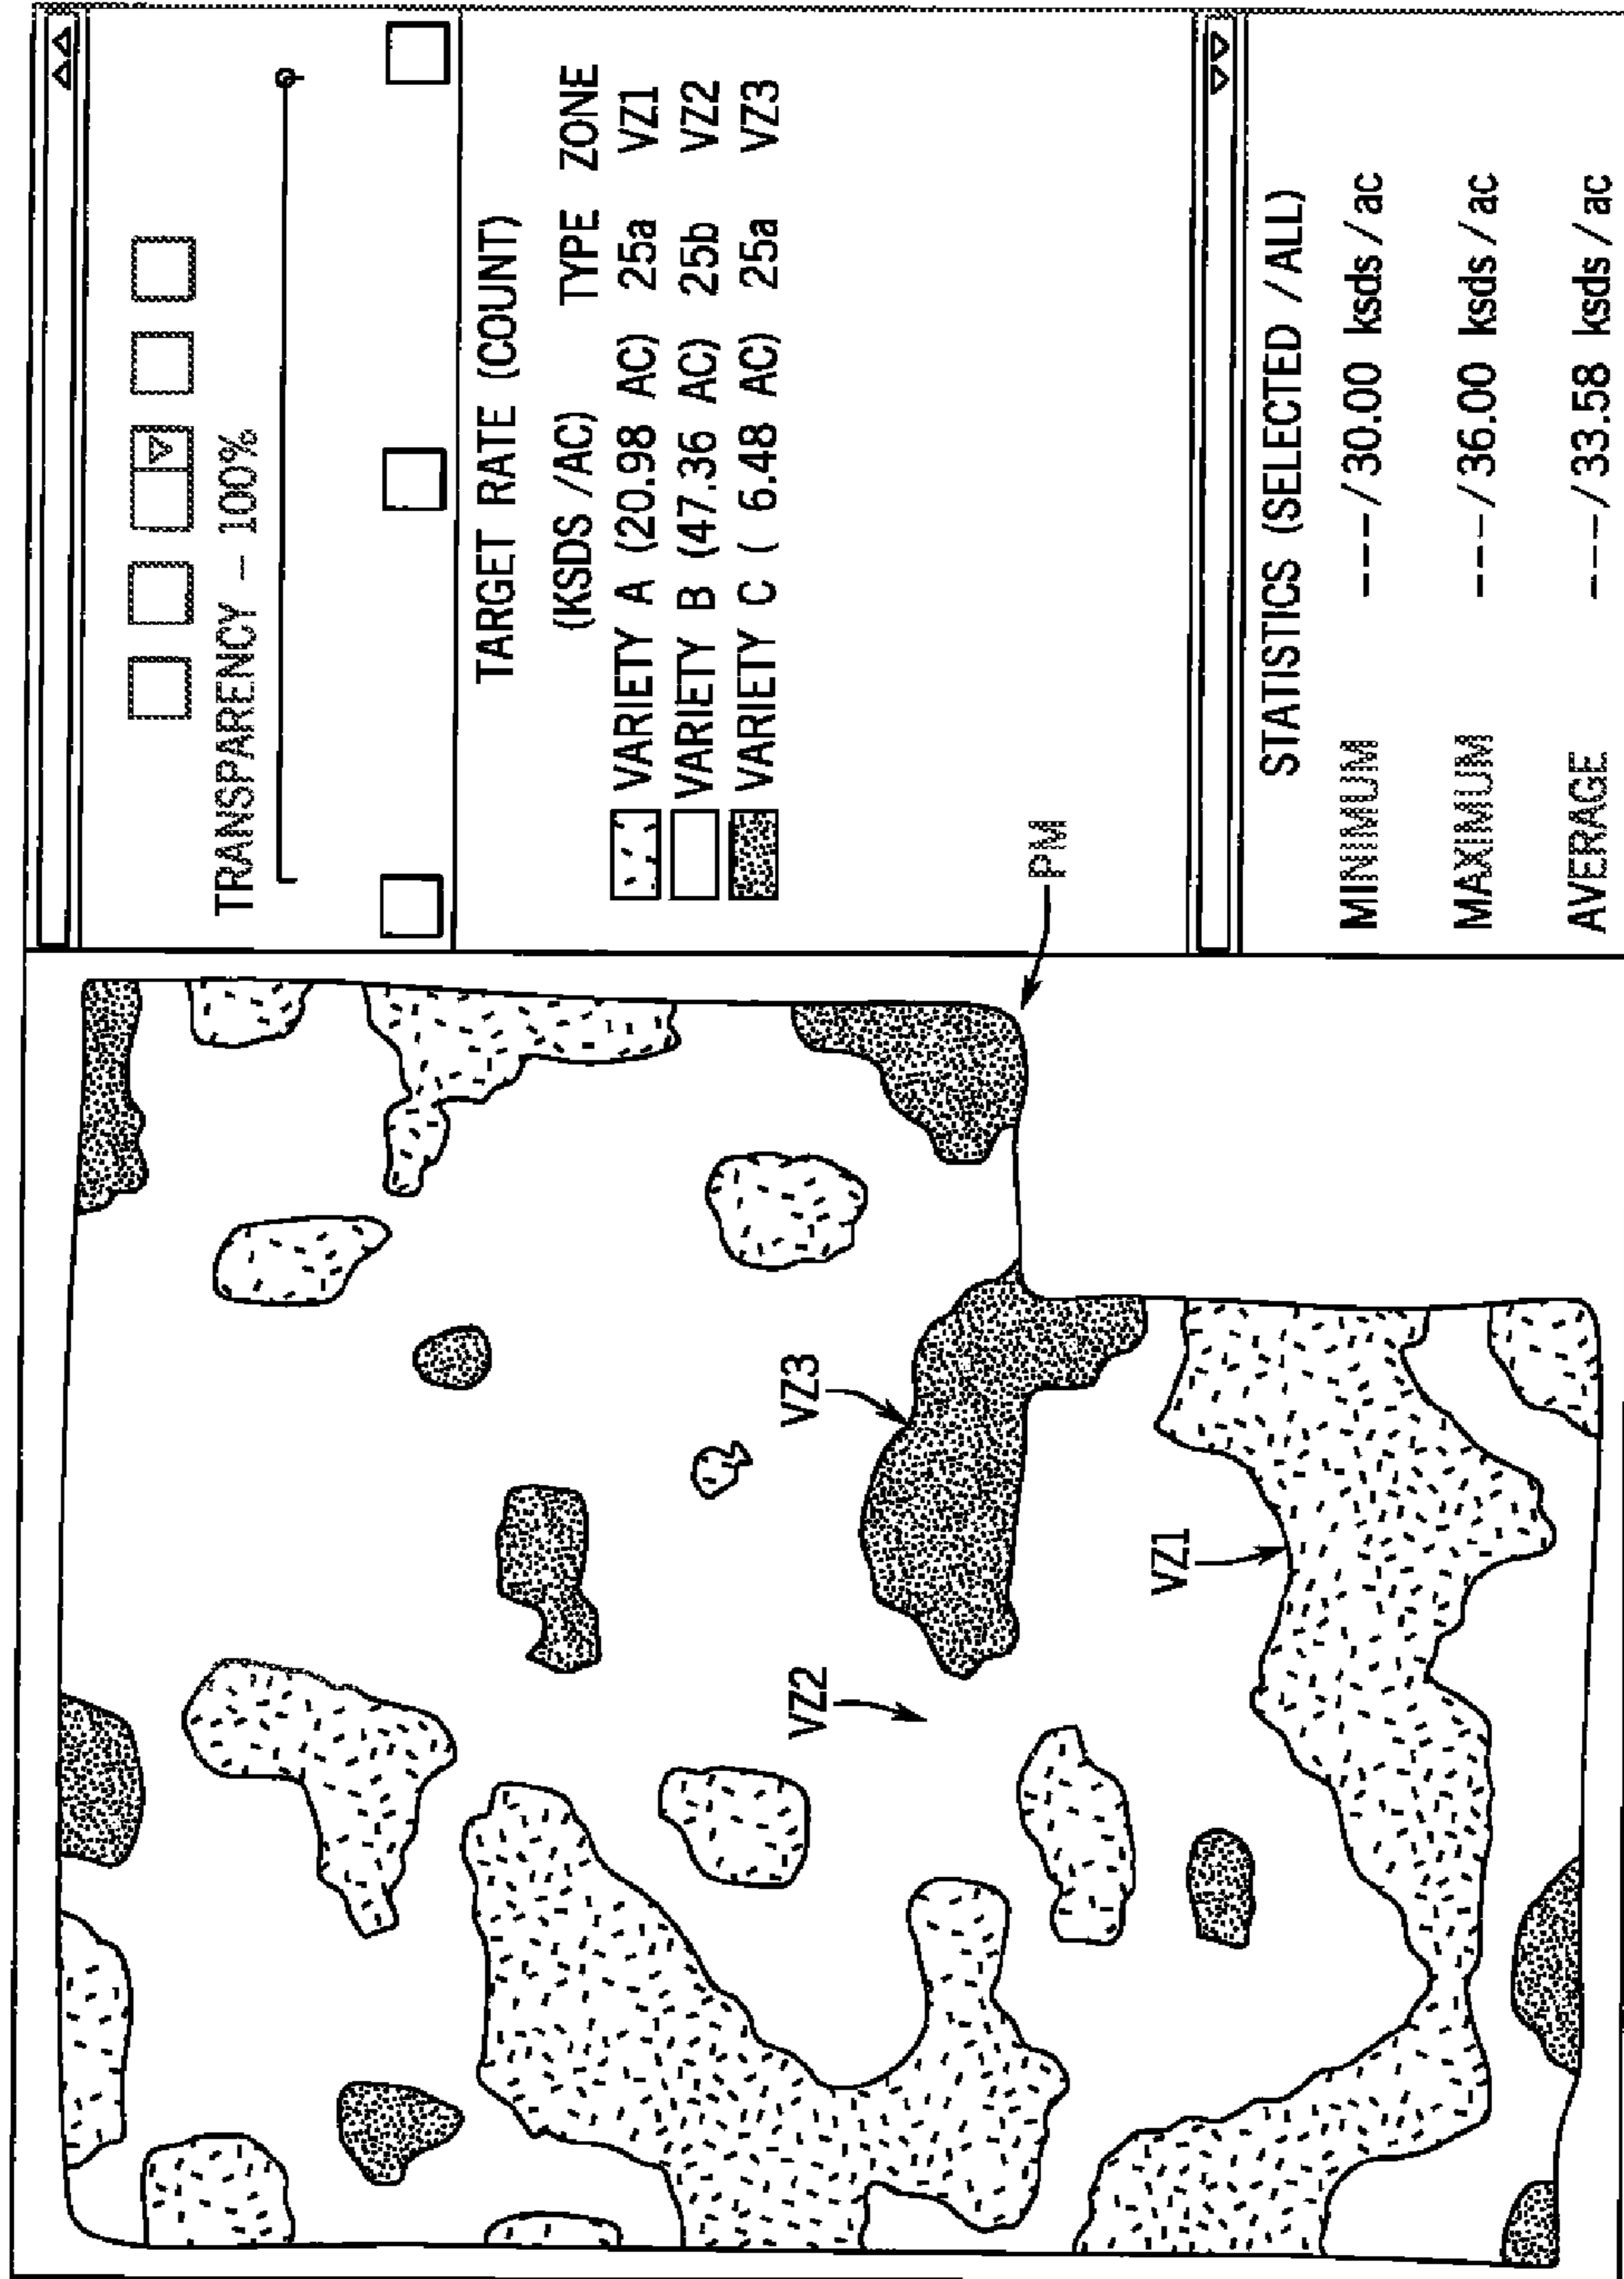 TRANSPARENCY - 100%
TARGET RATE (COUNT)
(KSDS /AC) TYPE ZONE
VARIETY A (20.98 AC) 25a VZ1
VARIETY B (47.36 AC) 25b VZ2
VARIETY C ( 6.48 AC) 25a VZ3
STATISTICS (SELECTED /ALL)
MINIMUM ---/30.00 ksds/ac
MAXIMUM ---/36.00 ksds/ac
AVERAGE ---/33.58 ksds/ac
PM
VZ3
VZ2
VZ1